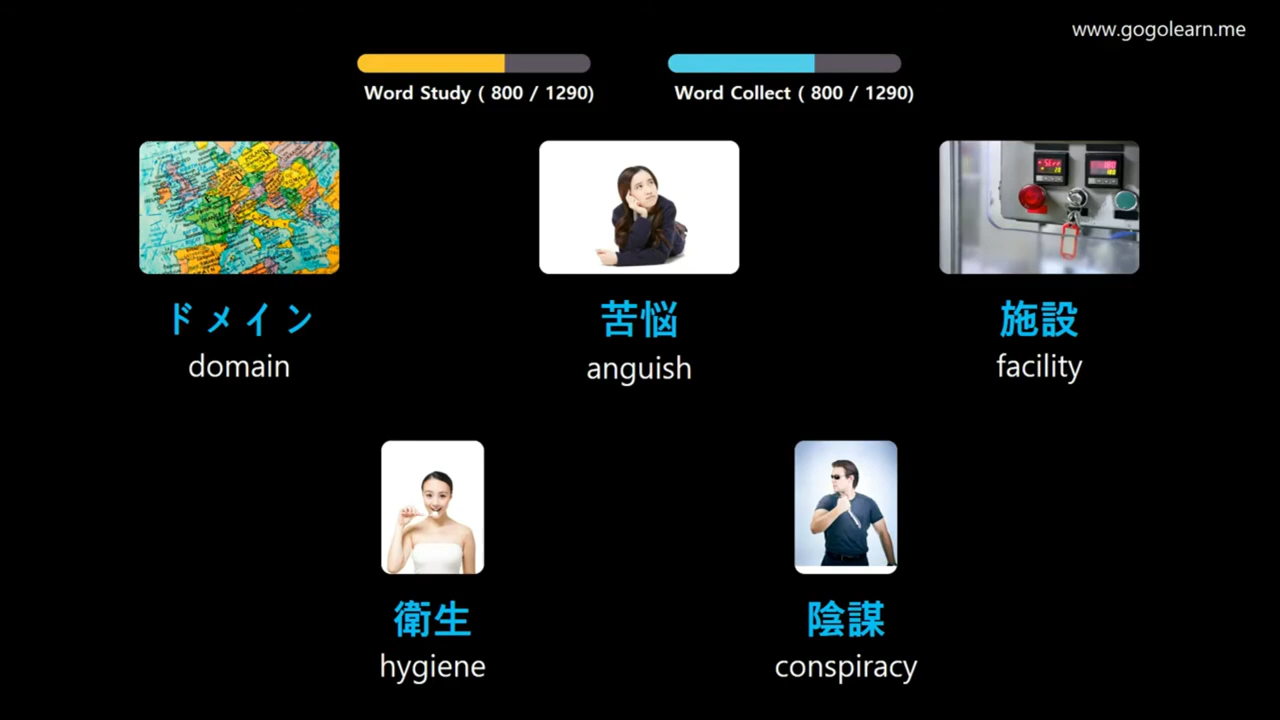 www.gogolearn.me
Word Study ( 800 / 1290)
Word Collect ( 800 / 1290)
ドメイン
domain
苦悩
anguish
施設
facility
衛生
hygiene
陰謀
conspiracy